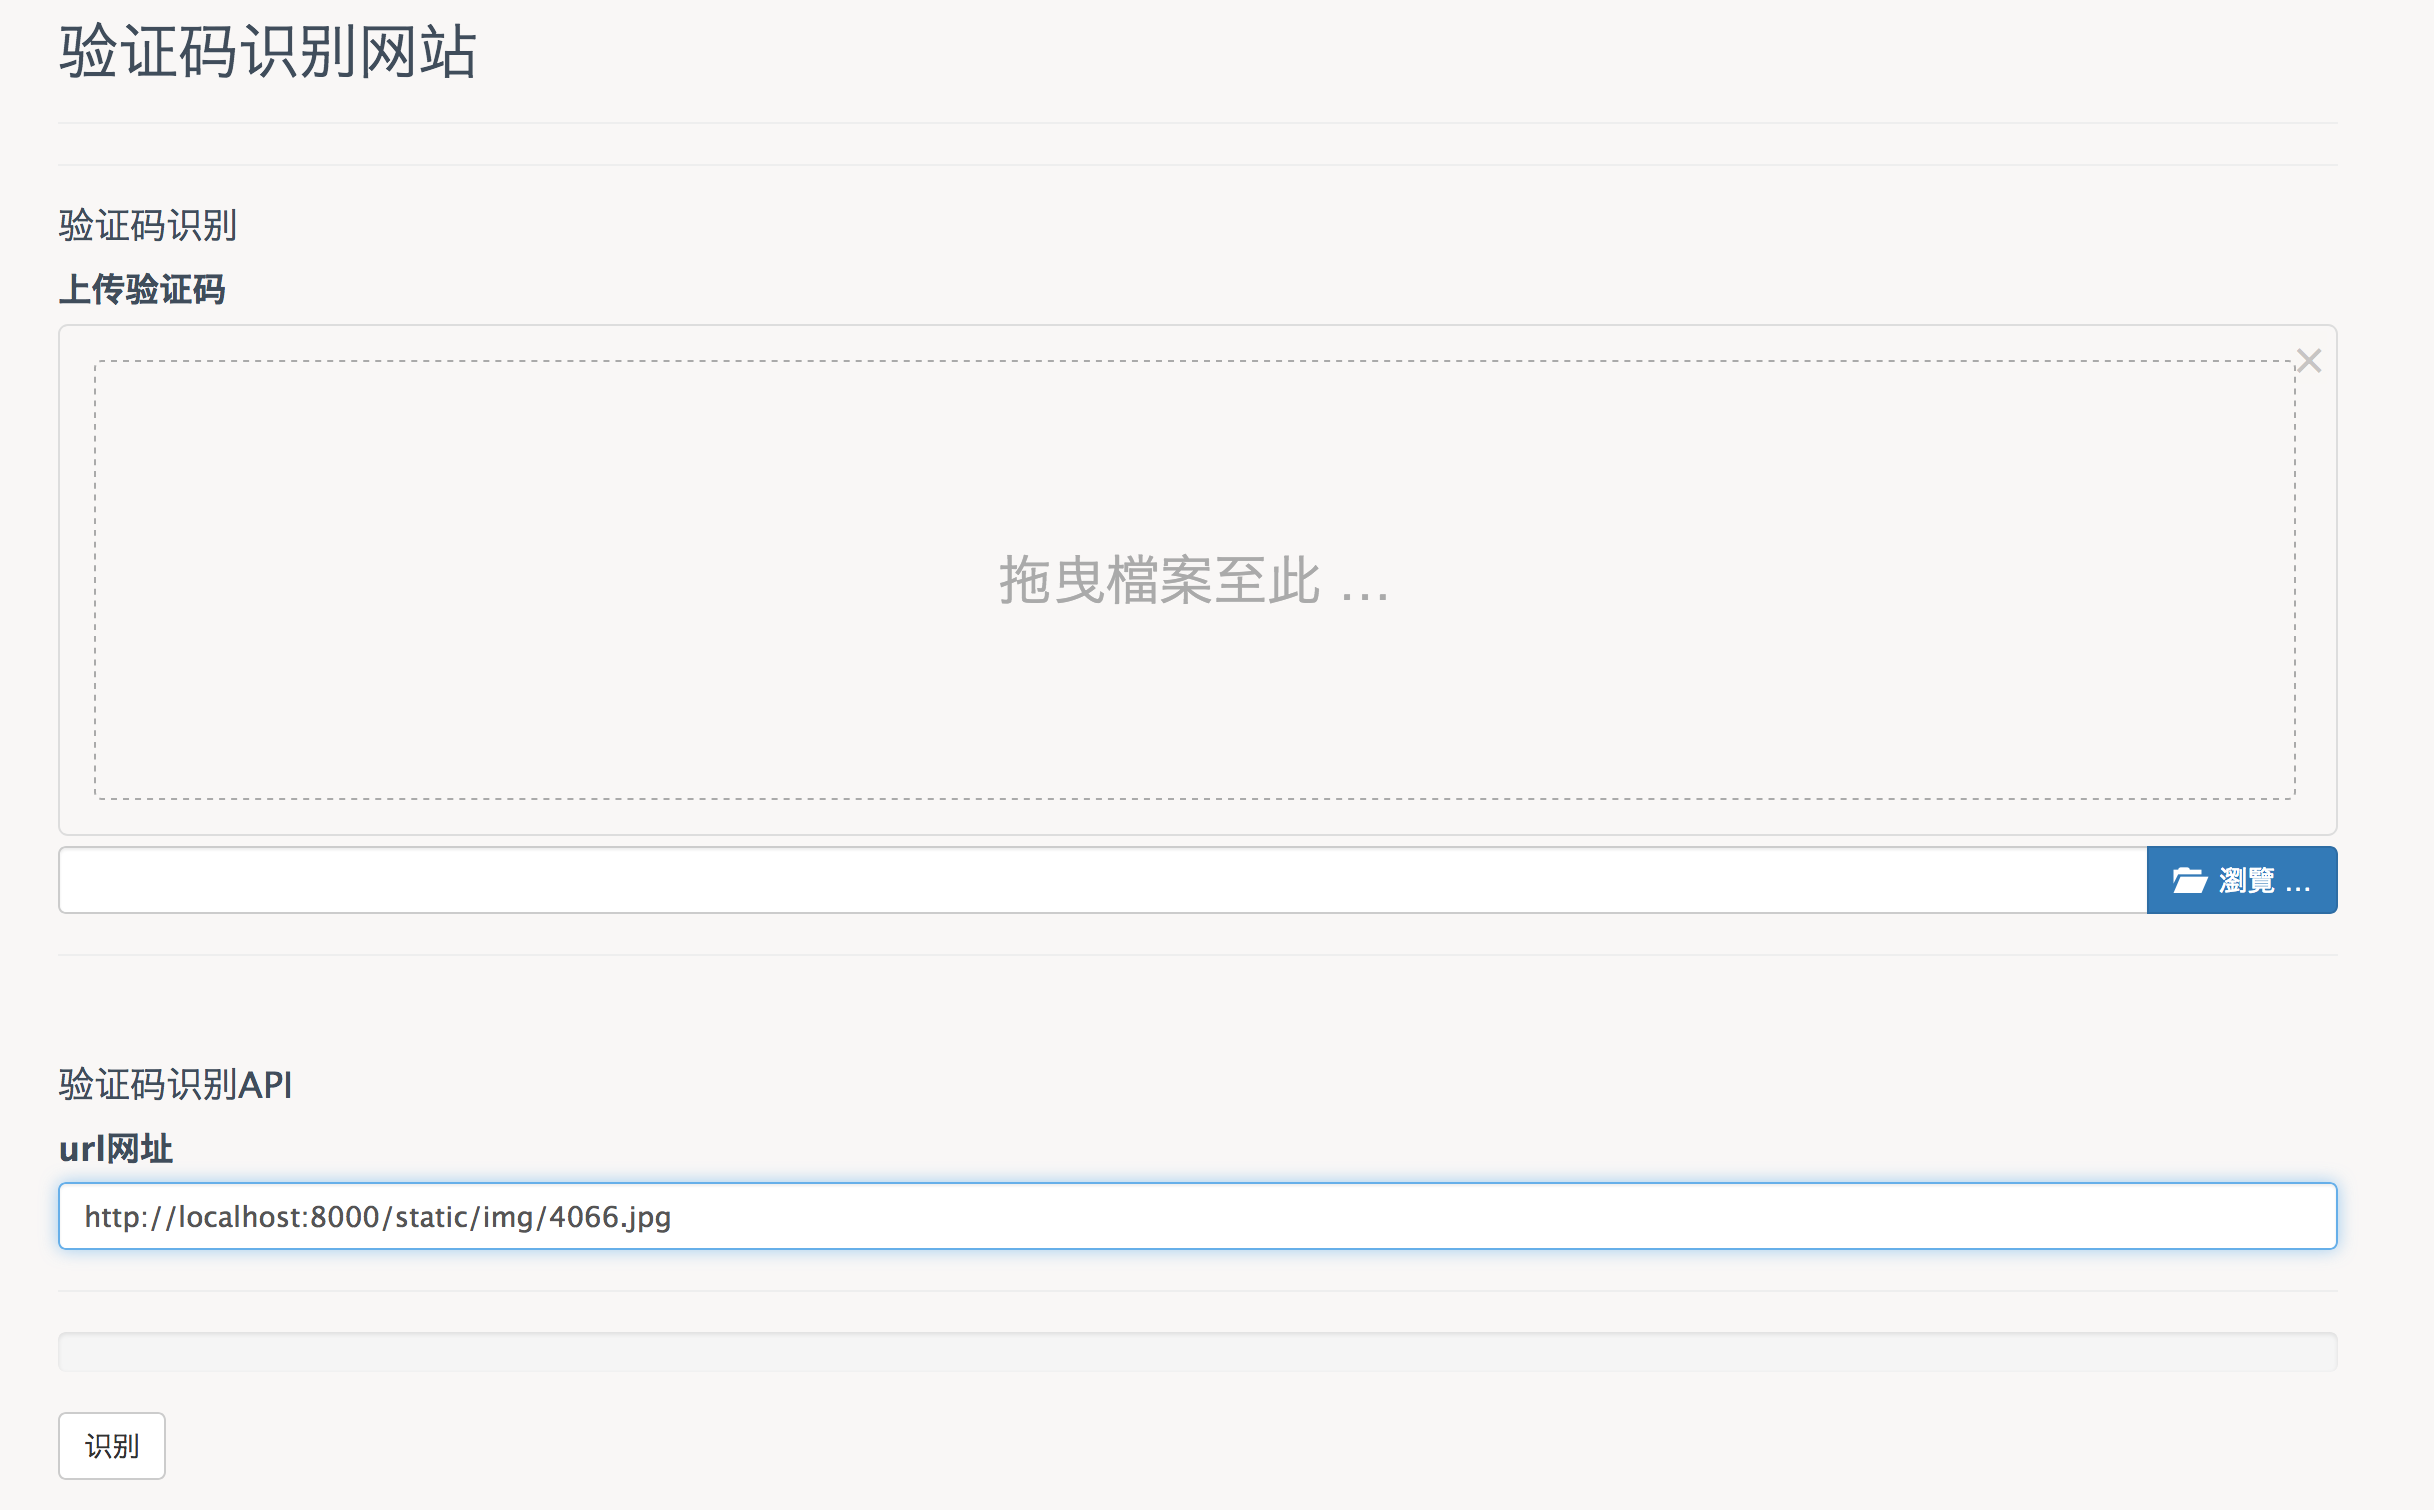 验证码识别网站
验证码识别
上传验证码
拖曳檔案至此 ...
瀏覽 ...
验证码识别API
url网址
http://localhost:8000/static/img/4066.jpg
识别